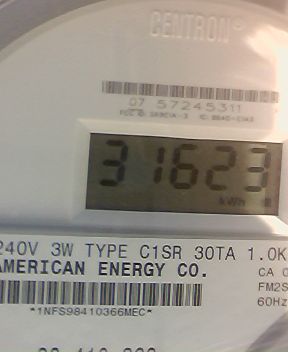 CENTRON®
07 57245311
31623
kWh
240V 3W TYPE C1SR 30TA 1.0K
AMERICAN ENERGY CO.
CA
FM2S
60Hz
*1NFS98410366MEC*